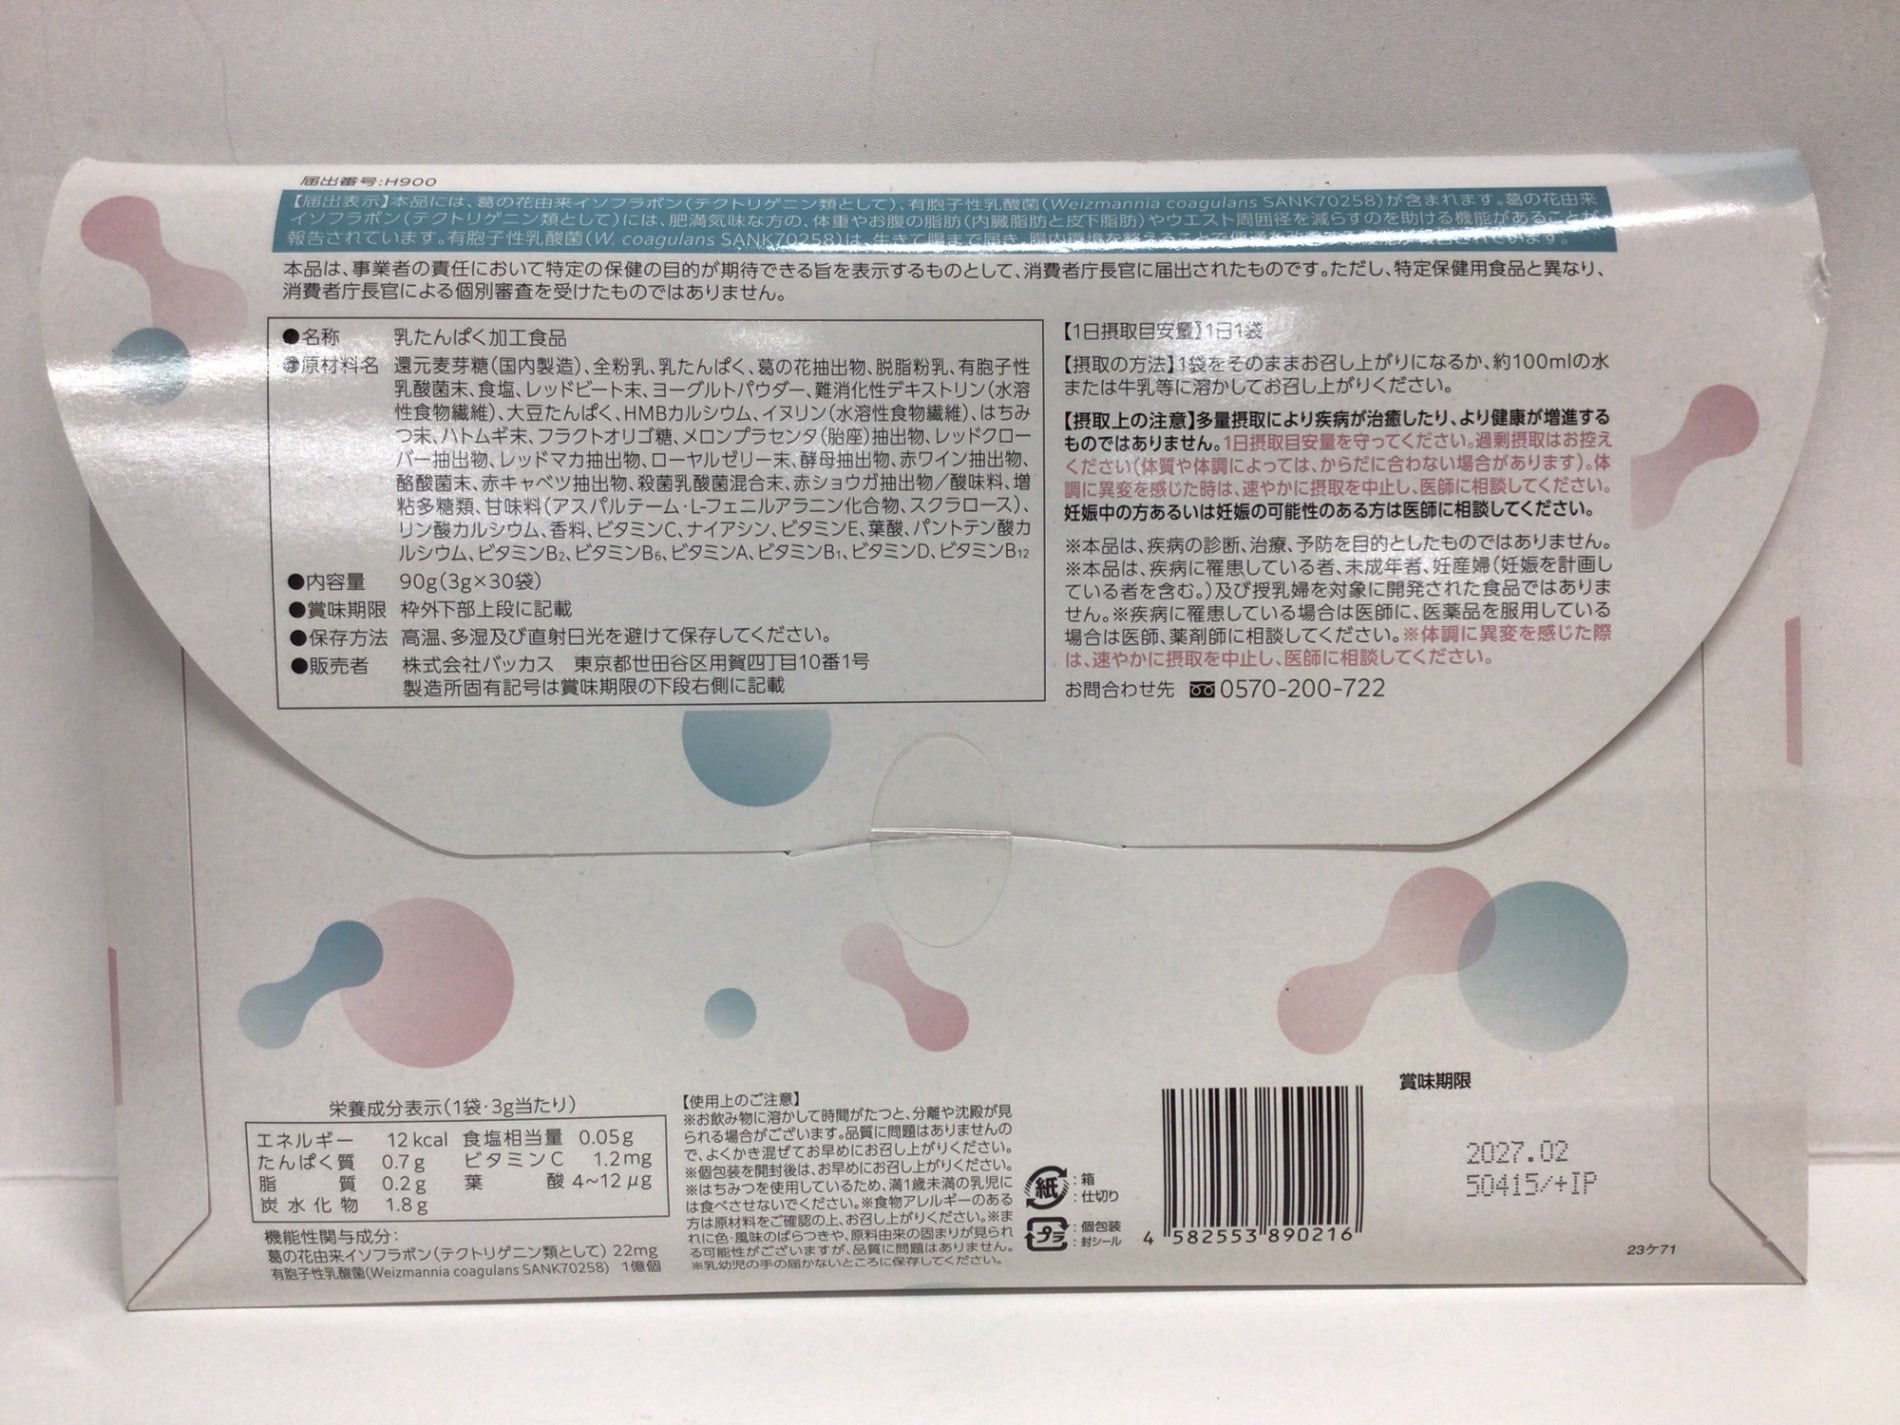 届出番号:H900
【届出表示】本品には、葛の花由来イソフラボン(テクトリゲニン類として)、有胞子性乳酸菌(Weizmannia coagulans SANK70258)が含まれます。葛の花由来
イソフラボン(テクトリゲニン類として)には、肥満気味な方の、体重やお腹の脂肪(内臓脂肪と皮下脂肪)やウエスト周囲径を減らすのを助ける機能があることが
報告されています。有胞子性乳酸菌(W. coagulans SANK70258)は、生きて腸まで届き、腸内環境を整えることで便通を改善する機能が報告されています。
本品は、事業者の責任において特定の保健の目的が期待できる旨を表示するものとして、消費者庁長官に届出されたものです。ただし、特定保健用食品と異なり、
消費者庁長官による個別審査を受けたものではありません。
●名称 乳たんぱく加工食品
●原材料名 還元麦芽糖(国内製造)、全粉乳、乳たんぱく、葛の花抽出物、脱脂粉乳、有胞子性
乳酸菌末、食塩、レッドビート末、ヨーグルトパウダー、難消化性デキストリン(水溶
性食物繊維)、大豆たんぱく、HMBカルシウム、イヌリン(水溶性食物繊維)、はちみ
つ末、ハトムギ末、フラクトオリゴ糖、メロンプラセンタ(胎座)抽出物、レッドクロー
バー抽出物、レッドマカ抽出物、ローヤルゼリー末、酵母抽出物、赤ワイン抽出物、
酪酸菌末、赤キャベツ抽出物、殺菌乳酸菌混合末、赤ショウガ抽出物/酸味料、増
粘多糖類、甘味料(アスパルテーム・L-フェニルアラニン化合物、スクラロース)、
リン酸カルシウム、香料、ビタミンC、ナイアシン、ビタミンE、葉酸、パントテン酸カ
ルシウム、ビタミンB₂、ビタミンB₆、ビタミンA、ビタミンB₁、ビタミンD、ビタミンB₁₂
●内容量 90g(3g×30袋)
●賞味期限 枠外下部上段に記載
●保存方法 高温、多湿及び直射日光を避けて保存してください。
●販売者 株式会社バッカス 東京都世田谷区用賀四丁目10番1号
製造所固有記号は賞味期限の下段右側に記載
【1日摂取目安量】1日1袋
【摂取の方法】1袋をそのままお召し上がりになるか、約100mlの水
または牛乳等に溶かしてお召し上がりください。
【摂取上の注意】多量摂取により疾病が治癒したり、より健康が増進する
ものではありません。1日摂取目安量を守ってください。過剰摂取はお控え
ください(体質や体調によっては、からだに合わない場合があります)。体
調に異変を感じた時は、速やかに摂取を中止し、医師に相談してください。
妊娠中の方あるいは妊娠の可能性のある方は医師に相談してください。
※本品は、疾病の診断、治療、予防を目的としたものではありません。
※本品は、疾病に罹患している者、未成年者、妊産婦(妊娠を計画し
ている者を含む。)及び授乳婦を対象に開発された食品ではありま
せん。※疾病に罹患している場合は医師に、医薬品を服用している
場合は医師、薬剤師に相談してください。※体調に異変を感じた際
は、速やかに摂取を中止し、医師に相談してください。
お問合わせ先 0570-200-722
栄養成分表示(1袋・3g当たり)
エネルギー 12kcal 食塩相当量 0.05g
たんぱく質 0.7g ビタミンC 1.2mg
脂質 0.2g 葉酸 4~12μg
炭水化物 1.8g
機能性関与成分:
葛の花由来イソフラボン(テクトリゲニン類として) 22mg
有胞子性乳酸菌(Weizmannia coagulans SANK70258) 1億個
【使用上のご注意】
※お飲み物に溶かして時間がたつと、分離や沈殿が見
られる場合がございます。品質に問題はありませんの
で、よくかき混ぜてお早めにお召し上がりください。
※個包装を開封後は、お早めにお召し上がりください。
※はちみつを使用しているため、満1歳未満の乳児に
は食べさせないでください。※食物アレルギーのある
方は原材料をご確認の上、お召し上がりください。※ま
れに色・風味のばらつきや、原料由来の固まりが見られ
る可能性がございますが、品質に問題はありません。
※乳幼児の手の届かないところに保存してください。
紙 :箱
:仕切り
プラ :個包装
:封シール
4 582553 890216
賞味期限
2027.02
50415/+IP
23ケ71